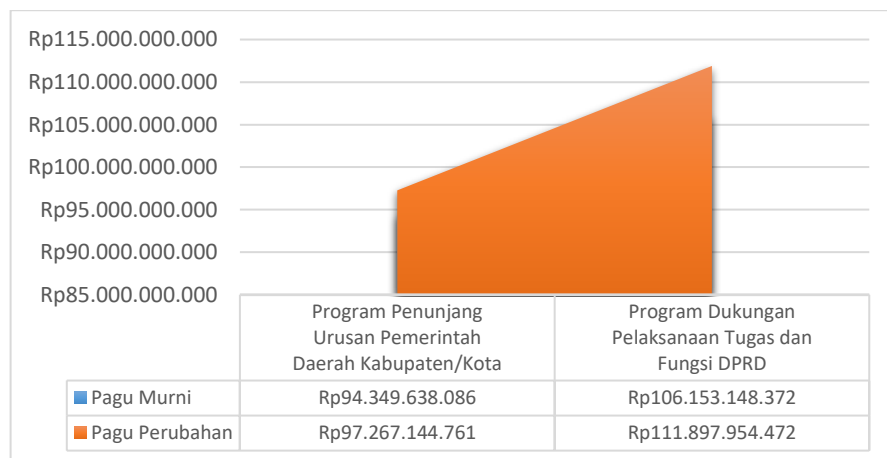 Rp115.000.000.000
Rp110.000.000.000
Rp105.000.000.000
Rp100.000.000.000
Rp95.000.000.000
Rp90.000.000.000
Rp85.000.000.000
Program Penunjang
Urusan Pemerintah
Daerah Kabupaten/Kota
Program Dukungan
Pelaksanaan Tugas dan
Fungsi DPRD
Pagu Murni Rp94.349.638.086 Rp106.153.148.372
Pagu Perubahan Rp97.267.144.761 Rp111.897.954.472